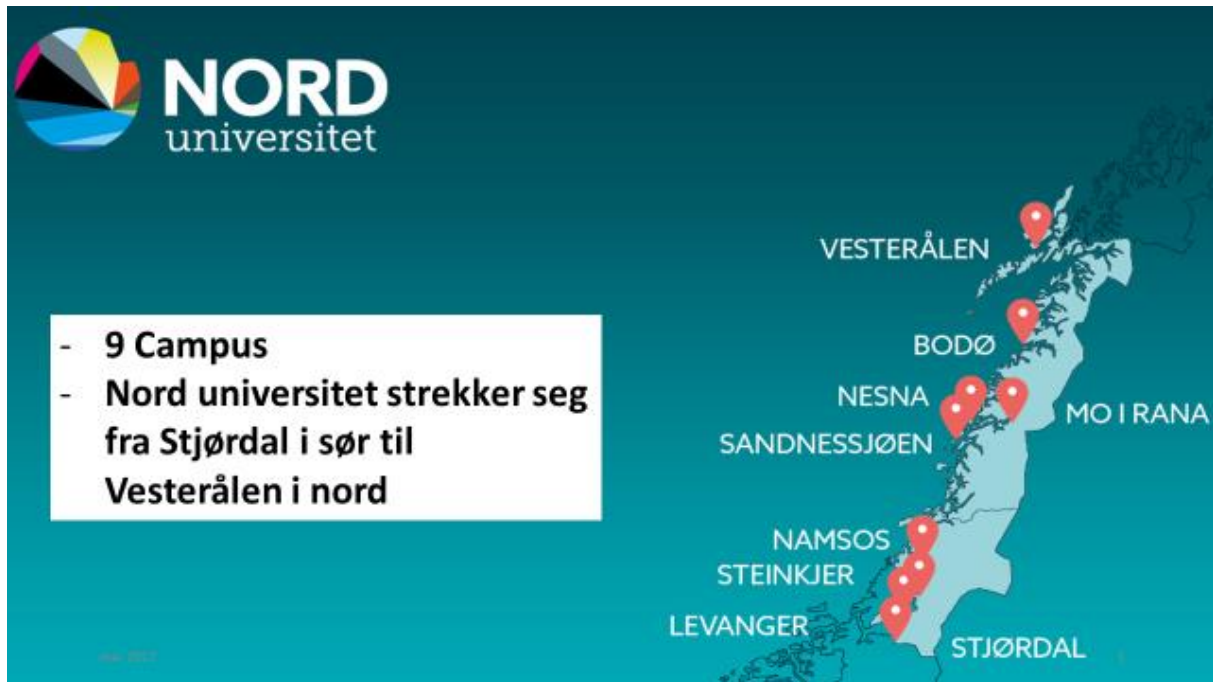 NORD
universitet
- 9 Campus
- Nord universitet strekker seg
fra Stjørdal i sør til
Vesterålen i nord
VESTERÅLEN
BODØ
NESNA
MO I RANA
SANDNESSJØEN
NAMSOS
STEINKJER
LEVANGER
STJØRDAL